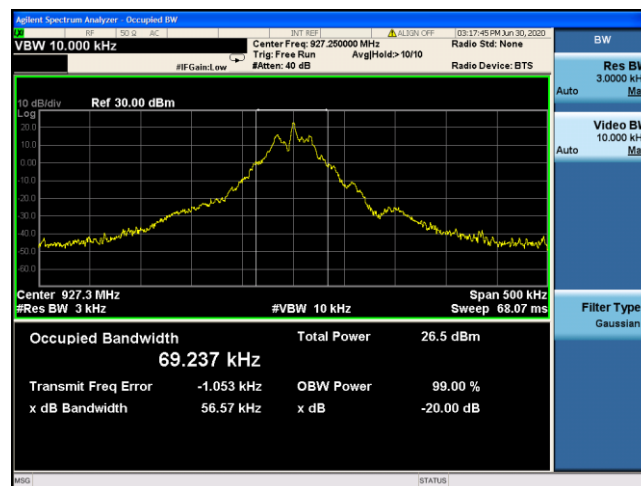 Agilent Spectrum Analyzer - Occupied BW
RF 50 Ω AC INT REF ALIGN OFF 03:17:45 PM Jun 30, 2020
VBW 10.000 kHz
Center Freq: 927.250000 MHz Radio Std: None
Trig: Free Run Avg|Hold:> 10/10
#IFGain:Low #Atten: 40 dB Radio Device: BTS
BW
Res BW
3.0000 kH
Auto Ma
Video BW
10.000 kH
Auto Ma
10 dB/div Ref 30.00 dBm
Log
20.0
10.0
0.00
-10.0
-20.0
-30.0
-40.0
-50.0
-60.0
Center 927.3 MHz Span 500 kHz
#Res BW 3 kHz #VBW 10 kHz Sweep 68.07 ms
Filter Type
Gaussian
Occupied Bandwidth Total Power 26.5 dBm
69.237 kHz
Transmit Freq Error -1.053 kHz OBW Power 99.00 %
x dB Bandwidth 56.57 kHz x dB -20.00 dB
MSG STATUS